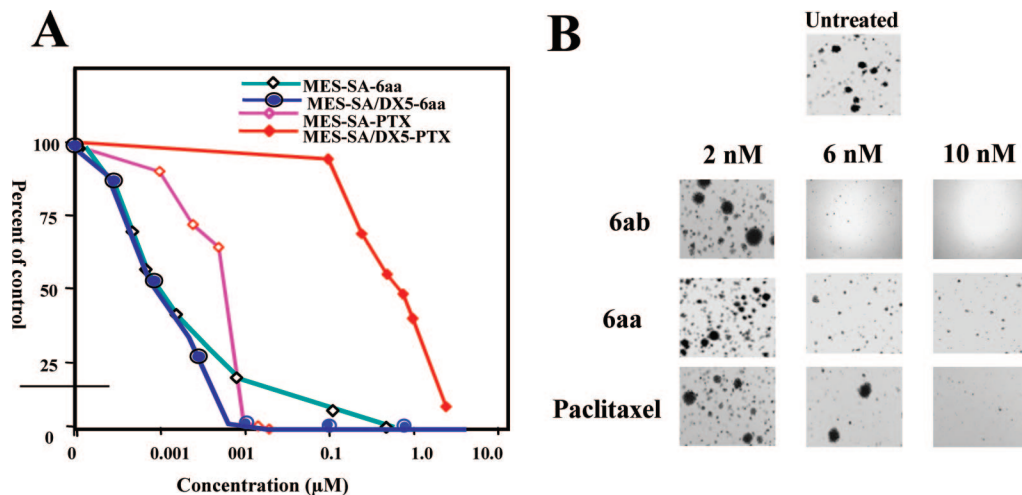 A
MES-SA-6aa
MES-SA/DX5-6aa
MES-SA-PTX
MES-SA/DX5-PTX
100
75
50
25
0
Percent of control
0 0.001 001 0.1 1.0 10.0
Concentration (µM)
B
Untreated
2 nM 6 nM 10 nM
6ab
6aa
Paclitaxel